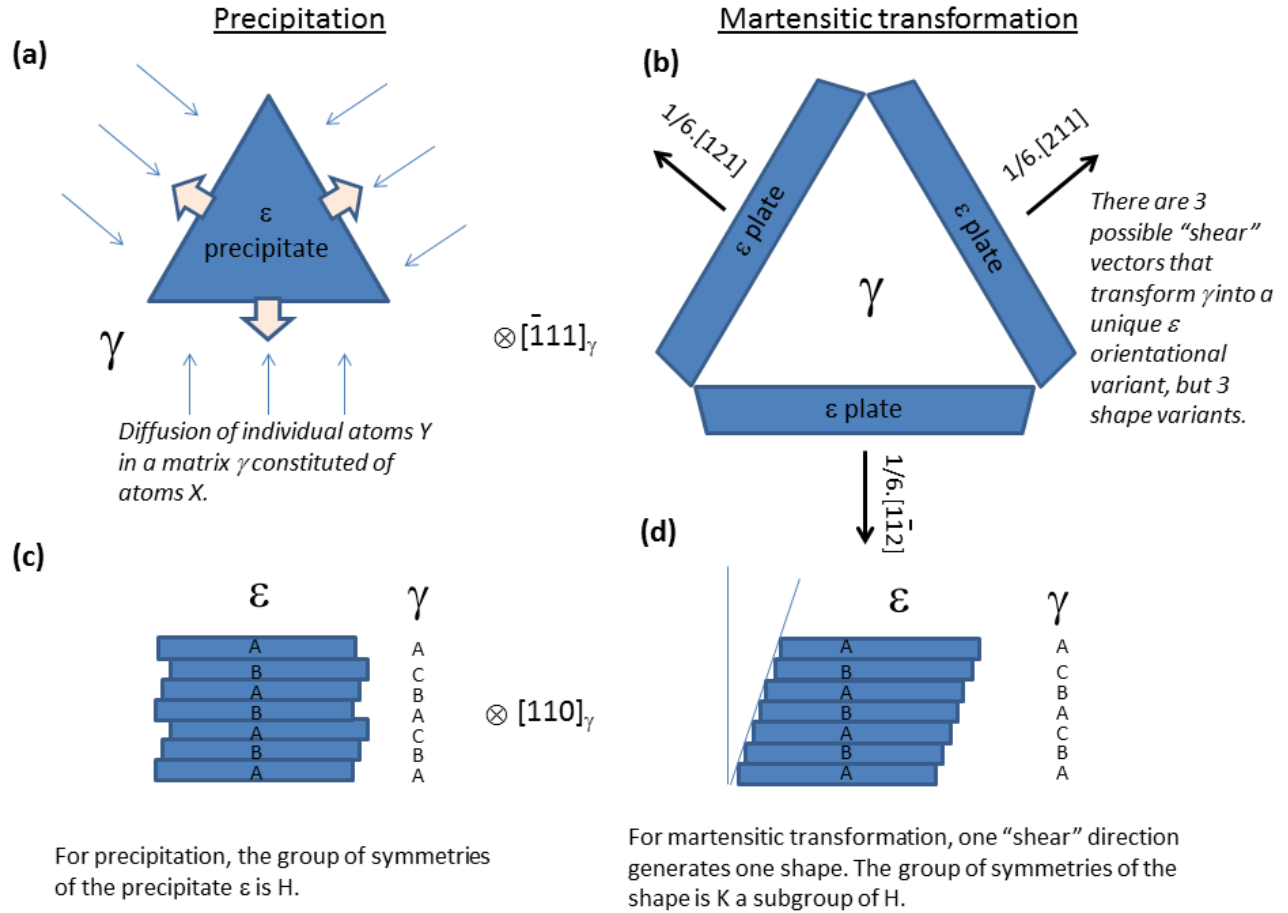 Precipitation
Martensitic transformation
(a)
ε
precipitate
γ
Diffusion of individual atoms Y
in a matrix γ constituted of
atoms X.
⊗ [1̄11]γ
(b)
1/6.[121]
1/6.[211]
ε plate
ε plate
γ
ε plate
1/6.[11̄2]
There are 3
possible “shear”
vectors that
transform γ into a
unique ε
orientational
variant, but 3
shape variants.
(c)
ε γ
A A
B C
A B
B A
A C
B B
A A
⊗ [110]γ
For precipitation, the group of symmetries
of the precipitate ε is H.
(d)
ε γ
A A
B C
A B
B A
A C
B B
A A
For martensitic transformation, one “shear” direction
generates one shape. The group of symmetries of the
shape is K a subgroup of H.